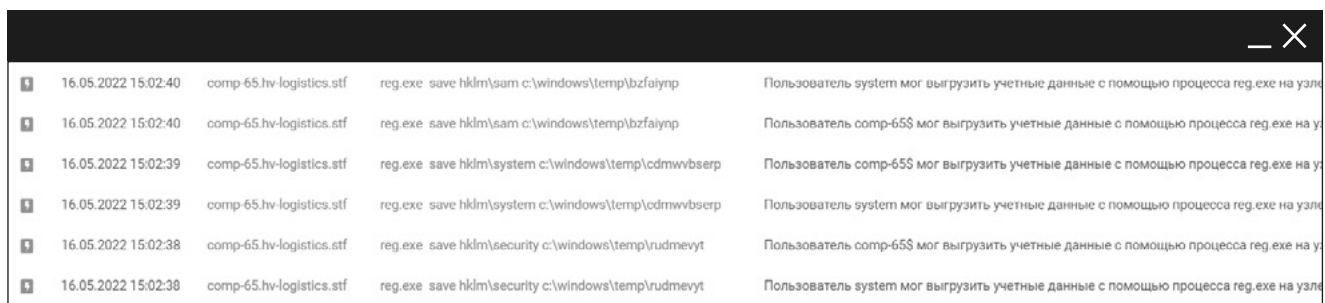 16.05.2022 15:02:40 comp-65.hv-logistics.stf reg.exe save hklm\sam c:\windows\temp\bzfaiynp Пользователь system мог выгрузить учетные данные с помощью процесса reg.exe на узле
16.05.2022 15:02:40 comp-65.hv-logistics.stf reg.exe save hklm\sam c:\windows\temp\bzfaiynp Пользователь comp-65$ мог выгрузить учетные данные с помощью процесса reg.exe на
16.05.2022 15:02:39 comp-65.hv-logistics.stf reg.exe save hklm\system c:\windows\temp\cdmwvbserp Пользователь comp-65$ мог выгрузить учетные данные с помощью процесса reg.exe на
16.05.2022 15:02:39 comp-65.hv-logistics.stf reg.exe save hklm\system c:\windows\temp\cdmwvbserp Пользователь system мог выгрузить учетные данные с помощью процесса reg.exe на узле
16.05.2022 15:02:38 comp-65.hv-logistics.stf reg.exe save hklm\security c:\windows\temp\rudmevyt Пользователь comp-65$ мог выгрузить учетные данные с помощью процесса reg.exe на
16.05.2022 15:02:38 comp-65.hv-logistics.stf reg.exe save hklm\security c:\windows\temp\rudmevyt Пользователь system мог выгрузить учетные данные с помощью процесса reg.exe на узле